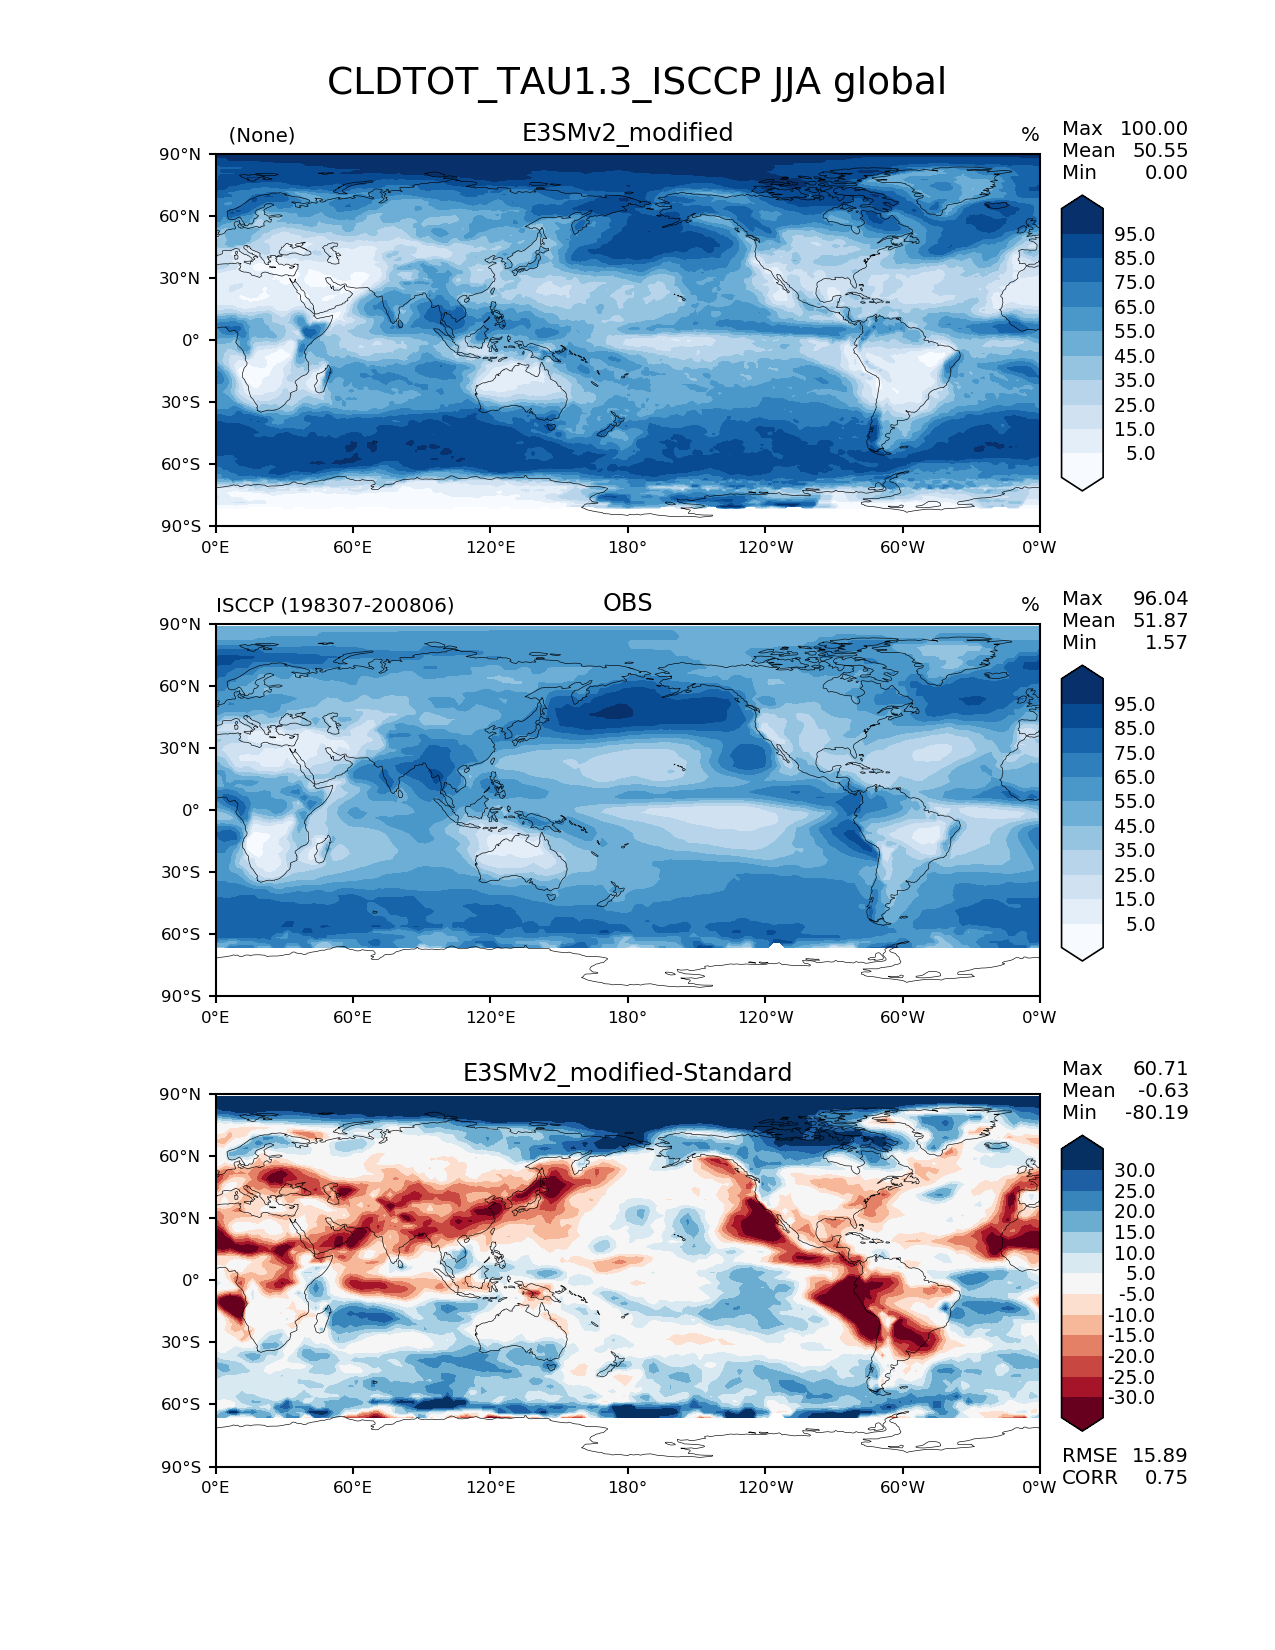 CLDTOT_TAU1.3_ISCCP JJA global
(None) E3SMv2_modified %
Max 100.00
Mean 50.55
Min 0.00
90°N
60°N
30°N
0°
30°S
60°S
90°S
0°E 60°E 120°E 180° 120°W 60°W 0°W
95.0
85.0
75.0
65.0
55.0
45.0
35.0
25.0
15.0
5.0
ISCCP (198307-200806) OBS %
Max 96.04
Mean 51.87
Min 1.57
90°N
60°N
30°N
0°
30°S
60°S
90°S
0°E 60°E 120°E 180° 120°W 60°W 0°W
95.0
85.0
75.0
65.0
55.0
45.0
35.0
25.0
15.0
5.0
E3SMv2_modified-Standard
Max 60.71
Mean -0.63
Min -80.19
90°N
60°N
30°N
0°
30°S
60°S
90°S
0°E 60°E 120°E 180° 120°W 60°W 0°W
30.0
25.0
20.0
15.0
10.0
5.0
-5.0
-10.0
-15.0
-20.0
-25.0
-30.0
RMSE 15.89
CORR 0.75